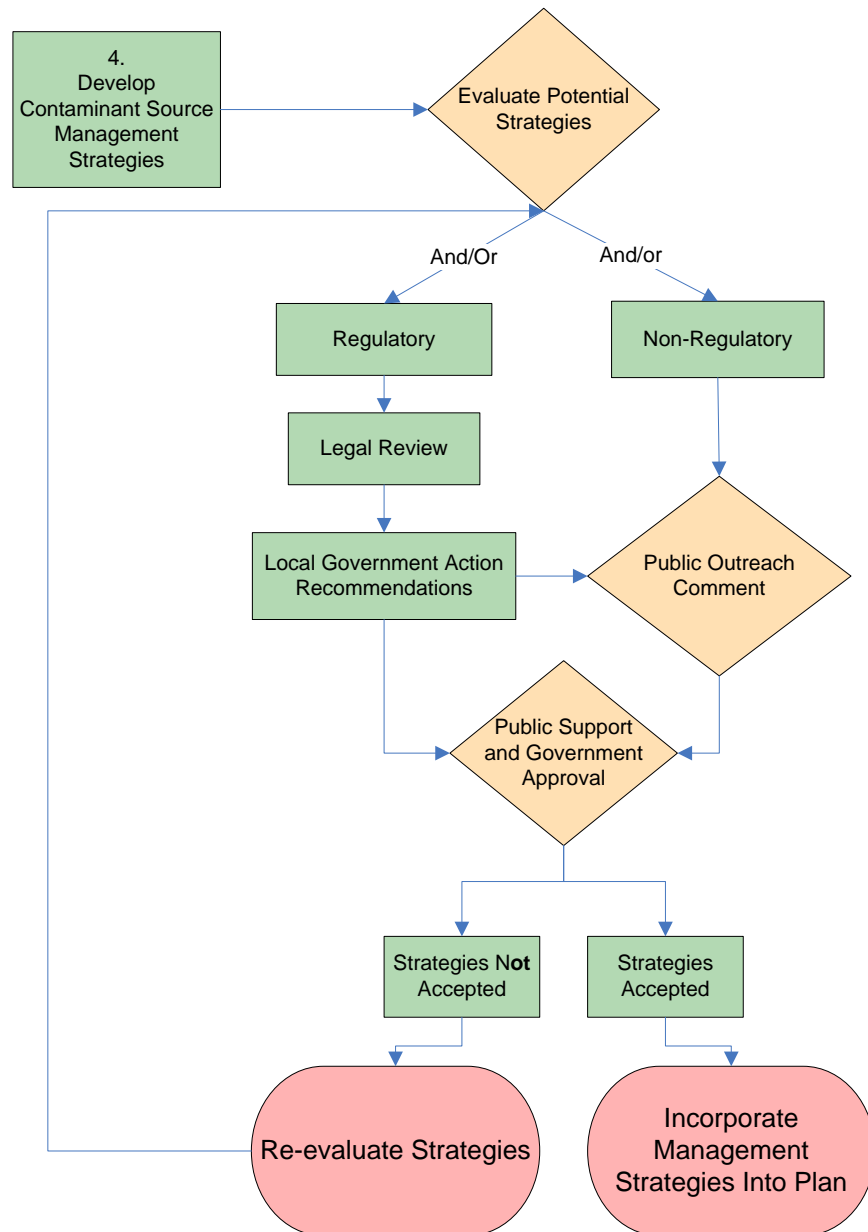 4.
Develop
Contaminant Source
Management
Strategies
Evaluate Potential
Strategies
And/Or
And/or
Regulatory
Non-Regulatory
Legal Review
Local Government Action
Recommendations
Public Outreach
Comment
Public Support
and Government
Approval
Strategies Not
Accepted
Strategies
Accepted
Re-evaluate Strategies
Incorporate
Management
Strategies Into Plan